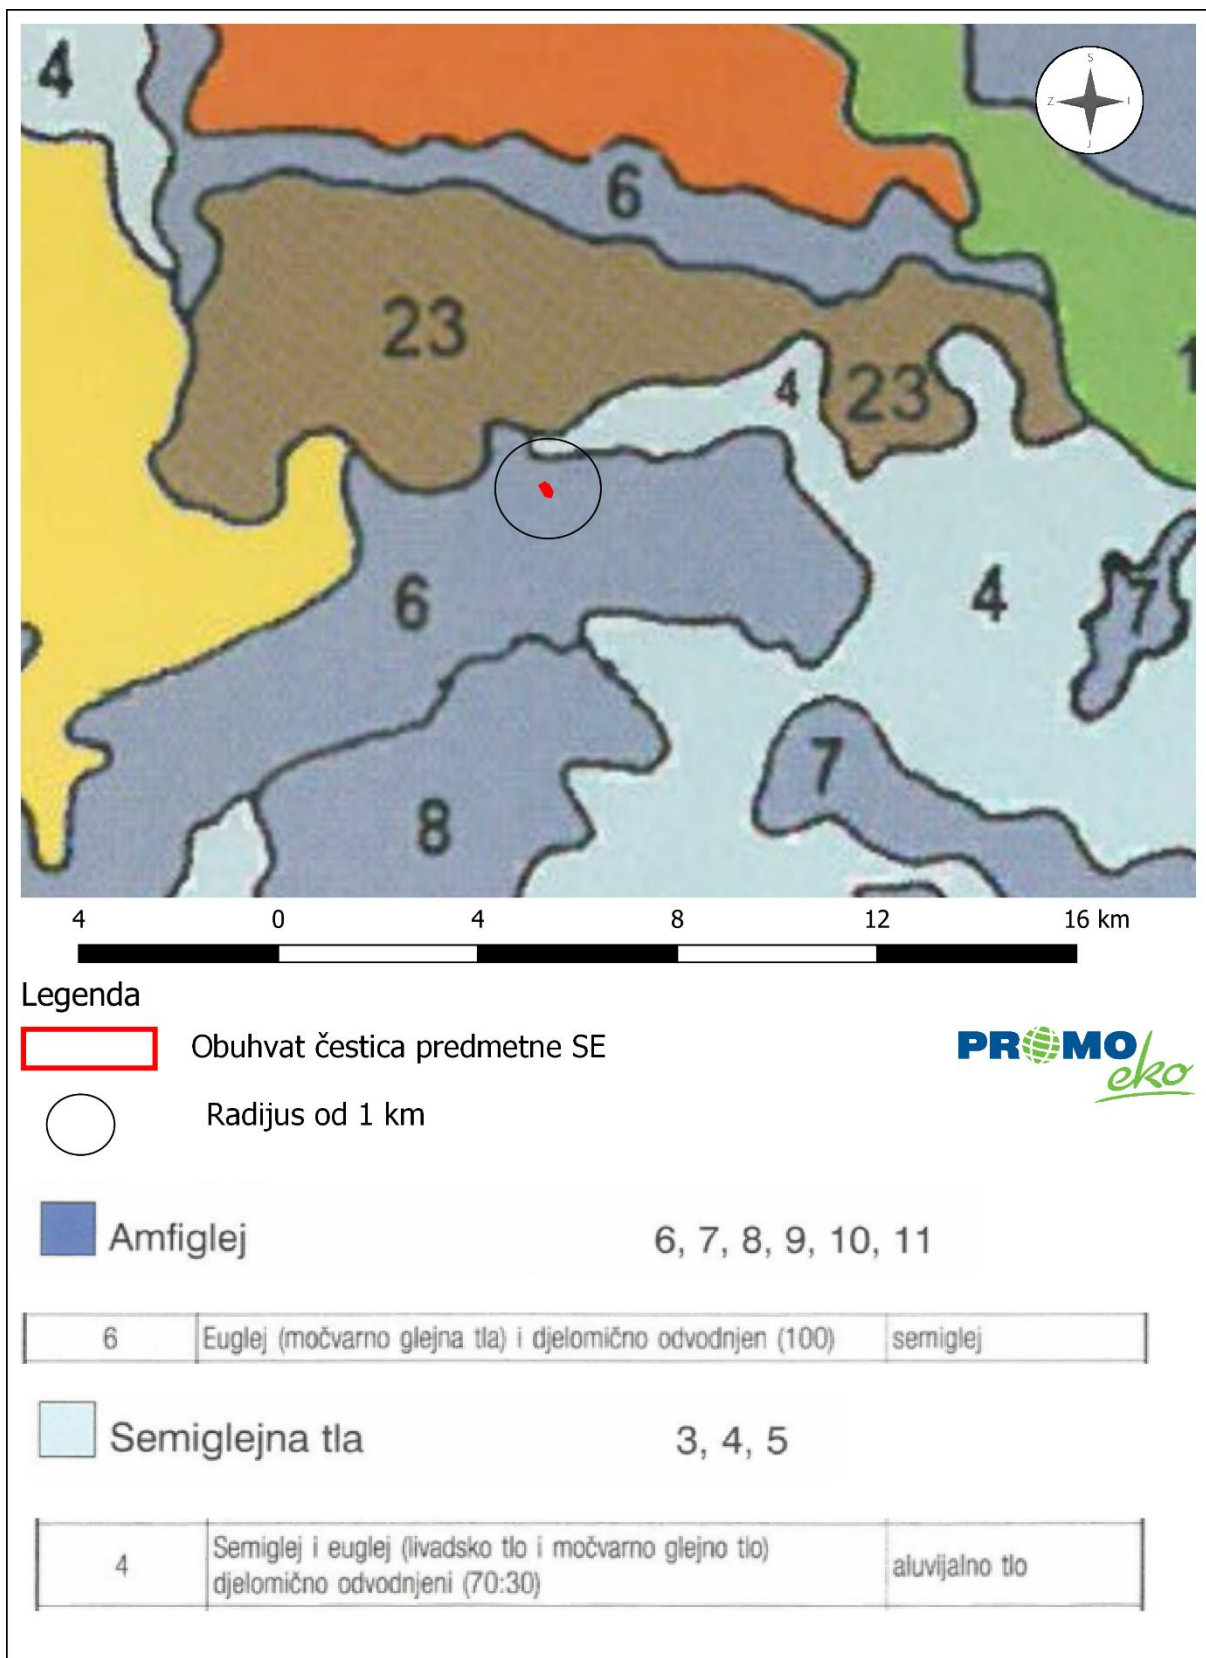 4
S
Z
I
J
6
23
1
4
23
6
4
7
7
8
4 0 4 8 12 16 km
Legenda
Obuhvat čestica predmetne SE
PROMO
eko
Radijus od 1 km
Amfiglej 6, 7, 8, 9, 10, 11
6 Euglej (močvarno glejna tla) i djelomično odvodnjen (100) semiglej
Semiglejna tla 3, 4, 5
4 Semiglej i euglej (livadsko tlo i močvarno glejno tlo) aluvijalno tlo
djelomično odvodnjeni (70:30)